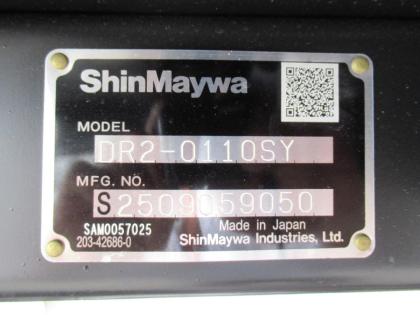 ShinMaywa
MODEL
DR2-0110SY
MFG. NO.
S2509059050
SAM0057025
Made in Japan
203-42686-0
ShinMaywa Industries, Ltd.